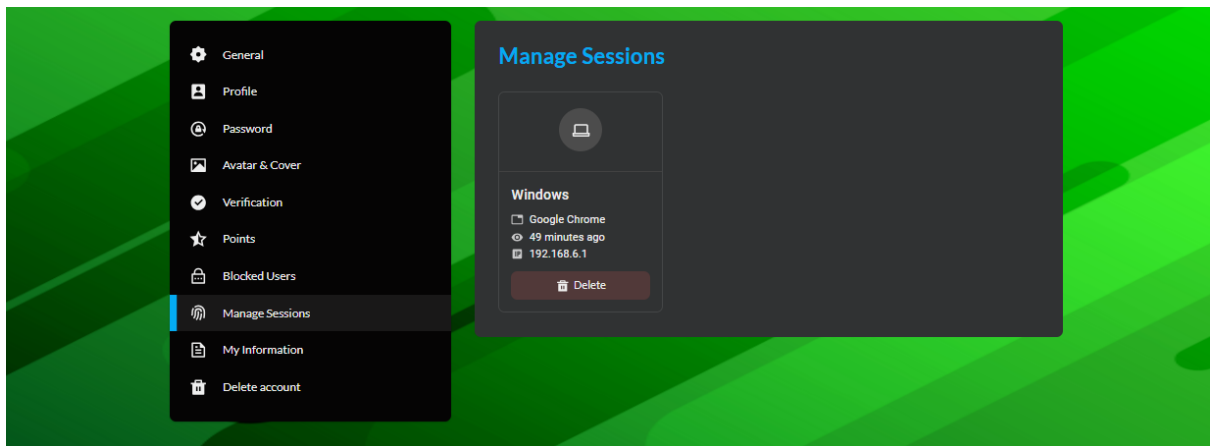 General
Profile
Password
Avatar & Cover
Verification
Points
Blocked Users
Manage Sessions
My Information
Delete account
Manage Sessions
Windows
Google Chrome
49 minutes ago
192.168.6.1
Delete